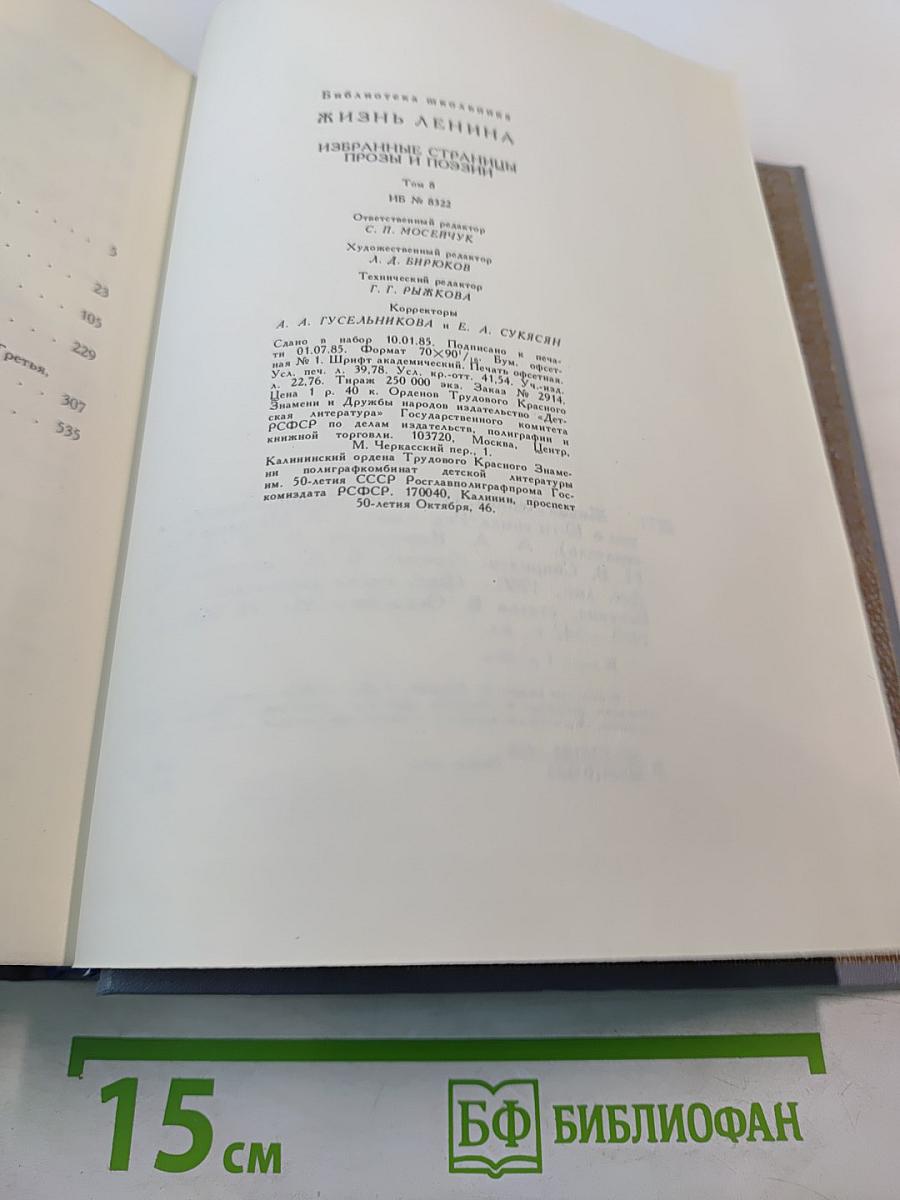 5
23
105
229
Третья,
307
535
Библиотека школьника
ЖИЗНЬ ЛЕНИНА
ИЗБРАННЫЕ СТРАНИЦЫ
ПРОЗЫ И ПОЭЗИИ
Том 8
ИБ № 8322
Ответственный редактор
С. П. МОСЕЙЧУК
Художественный редактор
Л. Д. БИРЮКОВ
Технический редактор
Г. Г. РЫЖКОВА
Корректоры
А. А. ГУСЕЛЬНИКОВА и Е. А. СУКЯСЯН
Сдано в набор 10.01.85. Подписано к печа-
ти 01.07.85. Формат 70×90¹/₁₆. Бум. офсет-
ная № 1. Шрифт академический. Печать офсетная.
Усл. печ. л. 39,78. Усл. кр.-отт. 41,54. Уч.-изд.
л. 22,76. Тираж 250 000 экз. Заказ № 2914.
Цена 1 р. 40 к. Орденов Трудового Красного
Знамени и Дружбы народов издательство «Дет-
ская литература» Государственного комитета
РСФСР по делам издательств, полиграфии и
книжной торговли. 103720, Москва, Центр,
М. Черкасский пер., 1.
Калининский ордена Трудового Красного Знаме-
ни полиграфкомбинат детской литературы
им. 50-летия СССР Росглавполиграфпрома Гос-
комиздата РСФСР. 170040, Калинин, проспект
50-летия Октября, 46.
15 см
БФ БИБЛИОФАН